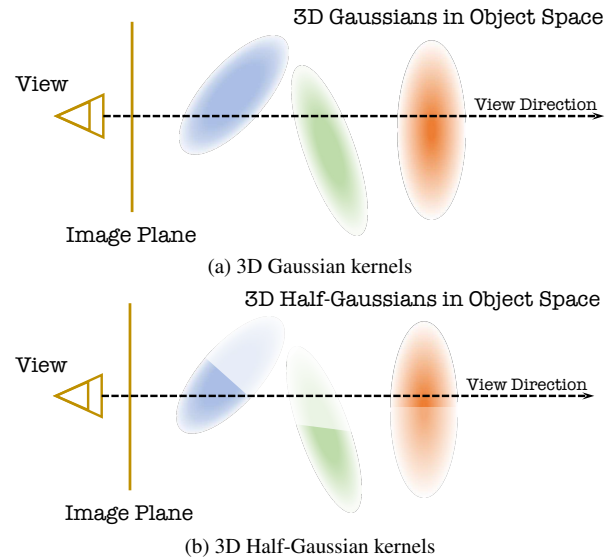 3D Gaussians in Object Space
View
View Direction
Image Plane
(a) 3D Gaussian kernels
3D Half-Gaussians in Object Space
View
View Direction
Image Plane
(b) 3D Half-Gaussian kernels